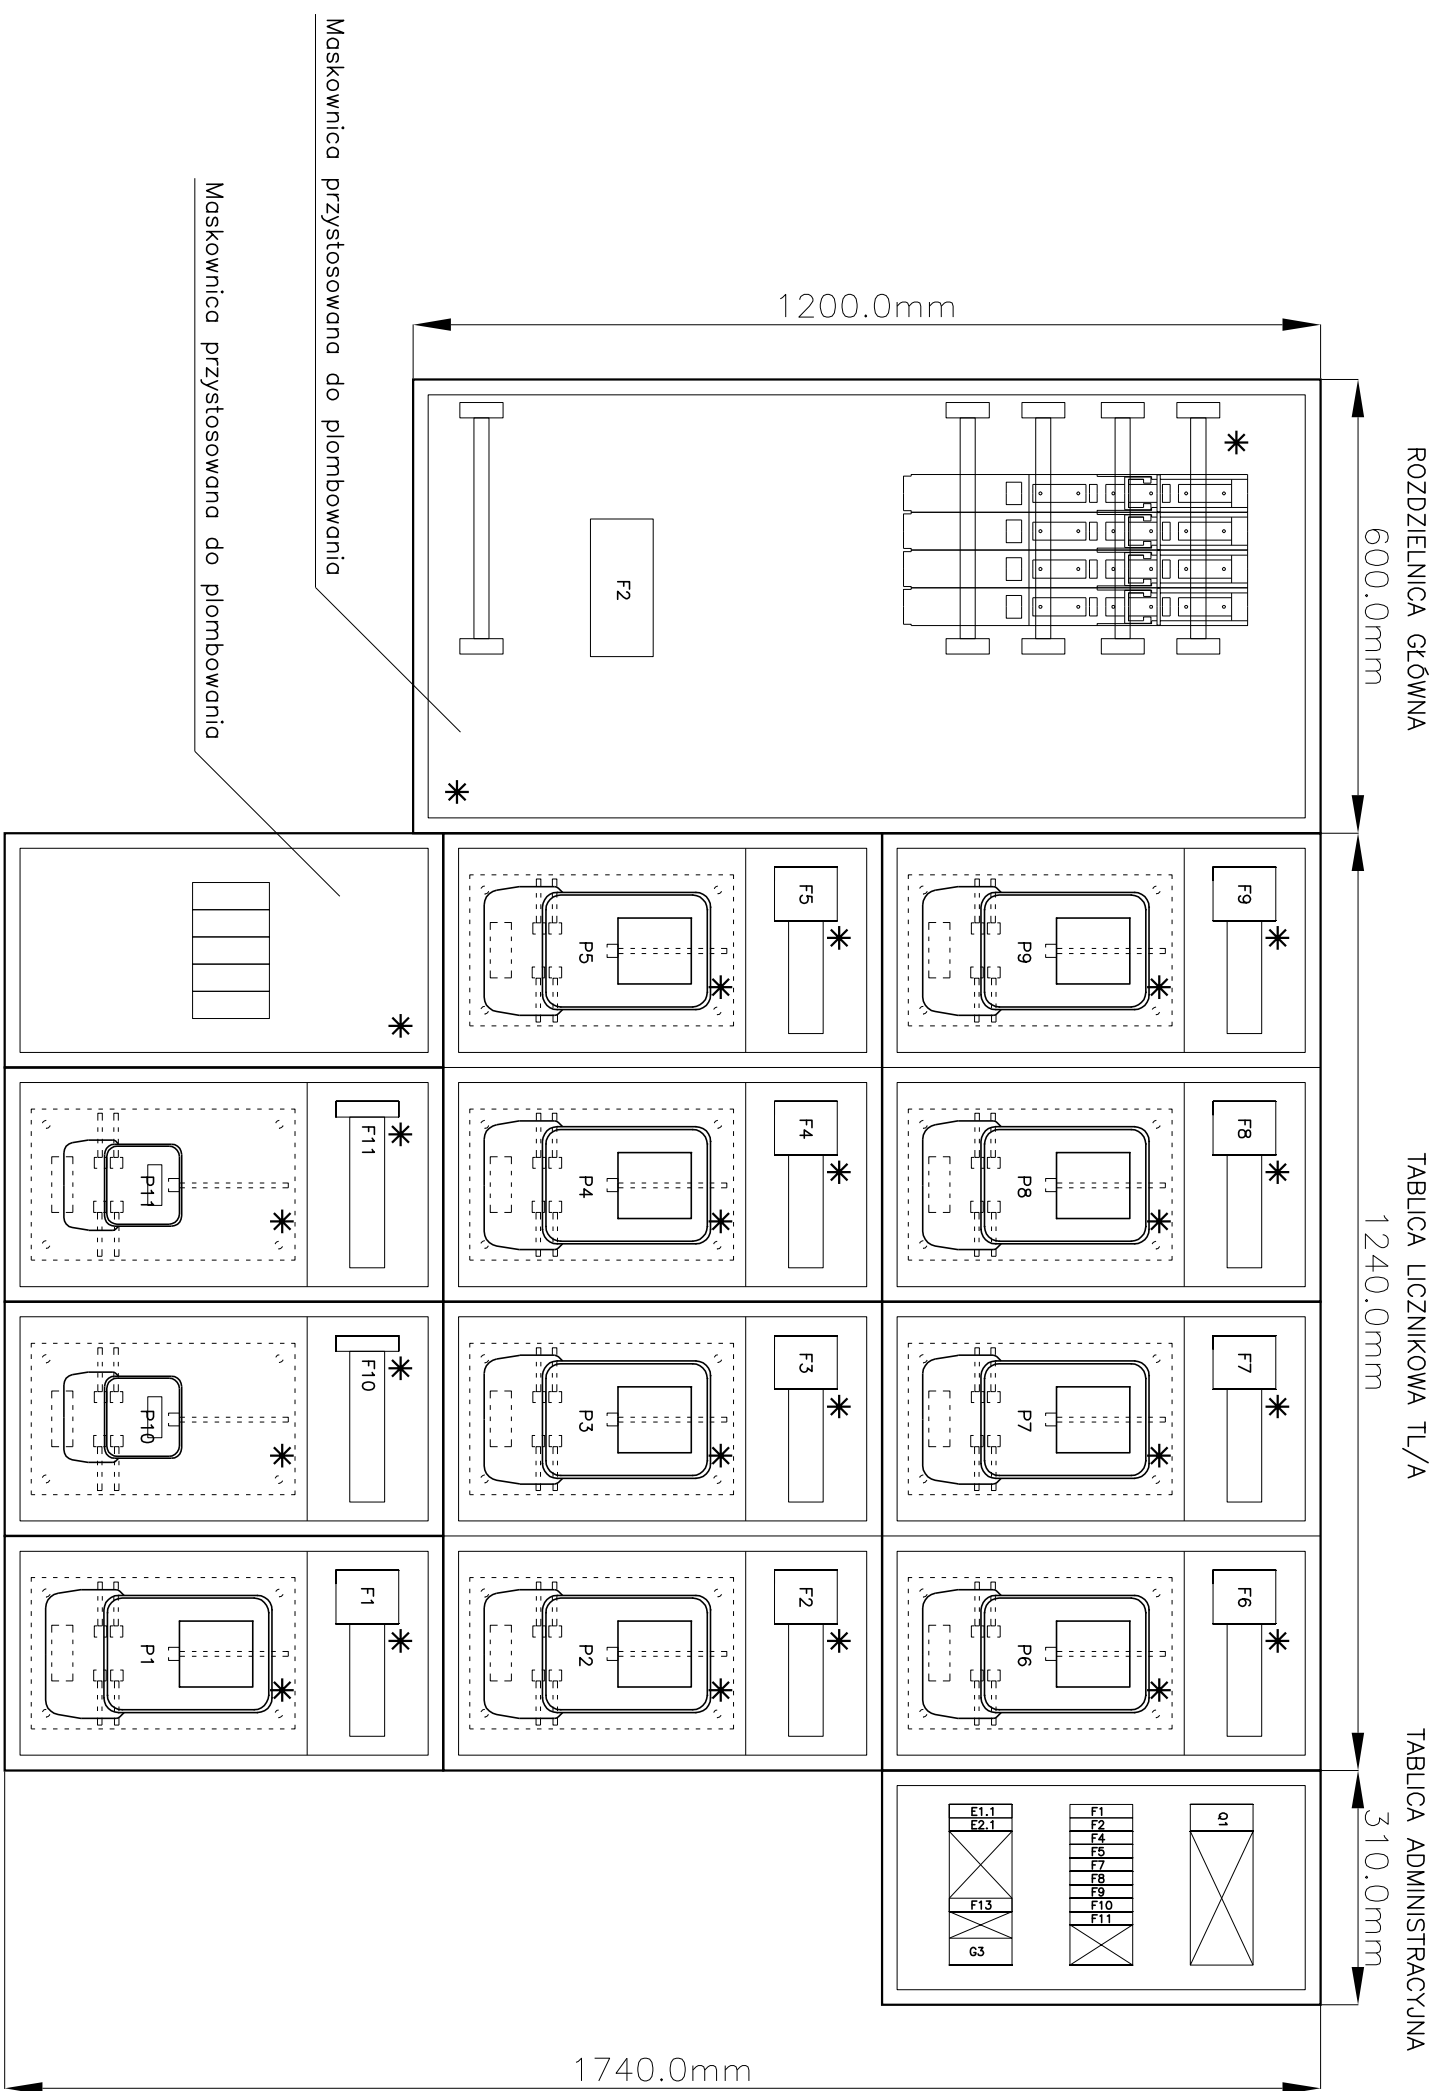 ROZDZIELNICA GŁÓWNA
TABLICA LICZNIKOWA TL/A
TABLICA ADMINISTRACYJNA
600.0mm
1240.0mm
310.0mm
1200.0mm
1740.0mm
F2
Maskownica przystosowana do plombowania
Maskownica przystosowana do plombowania
F9
P9
F8
P8
F7
P7
F6
P6
F5
P5
F4
P4
F3
P3
F2
P2
F11
P11
F10
P10
F1
P1
Q1
F1
F2
F4
F5
F7
F8
F9
F10
F11
E1.1
E2.1
F13
G3